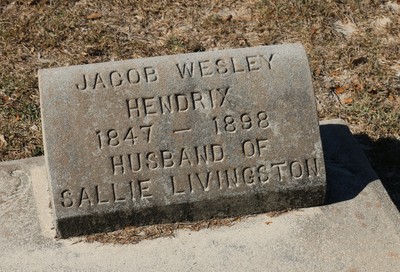 JACOB WESLEY
HENDRIX
1847 — 1898
HUSBAND OF
SALLIE LIVINGSTON